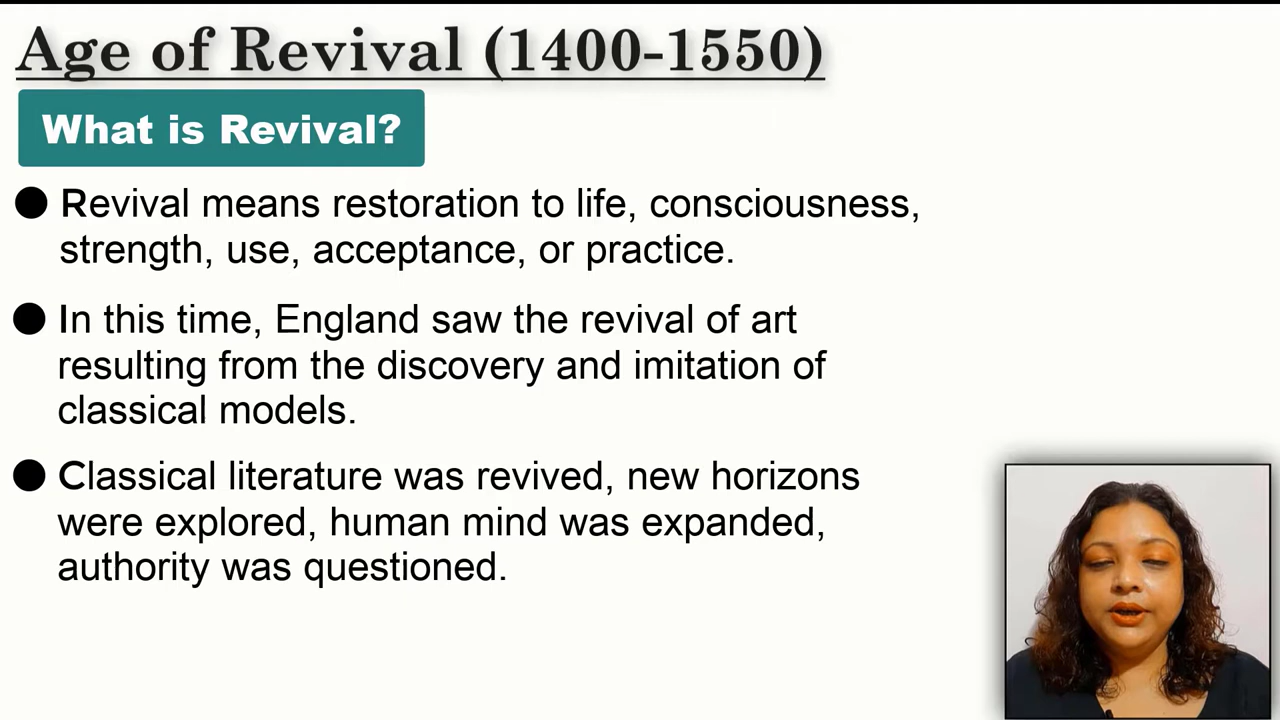 Age of Revival (1400-1550)
What is Revival?
● Revival means restoration to life, consciousness,
strength, use, acceptance, or practice.
● In this time, England saw the revival of art
resulting from the discovery and imitation of
classical models.
● Classical literature was revived, new horizons
were explored, human mind was expanded,
authority was questioned.